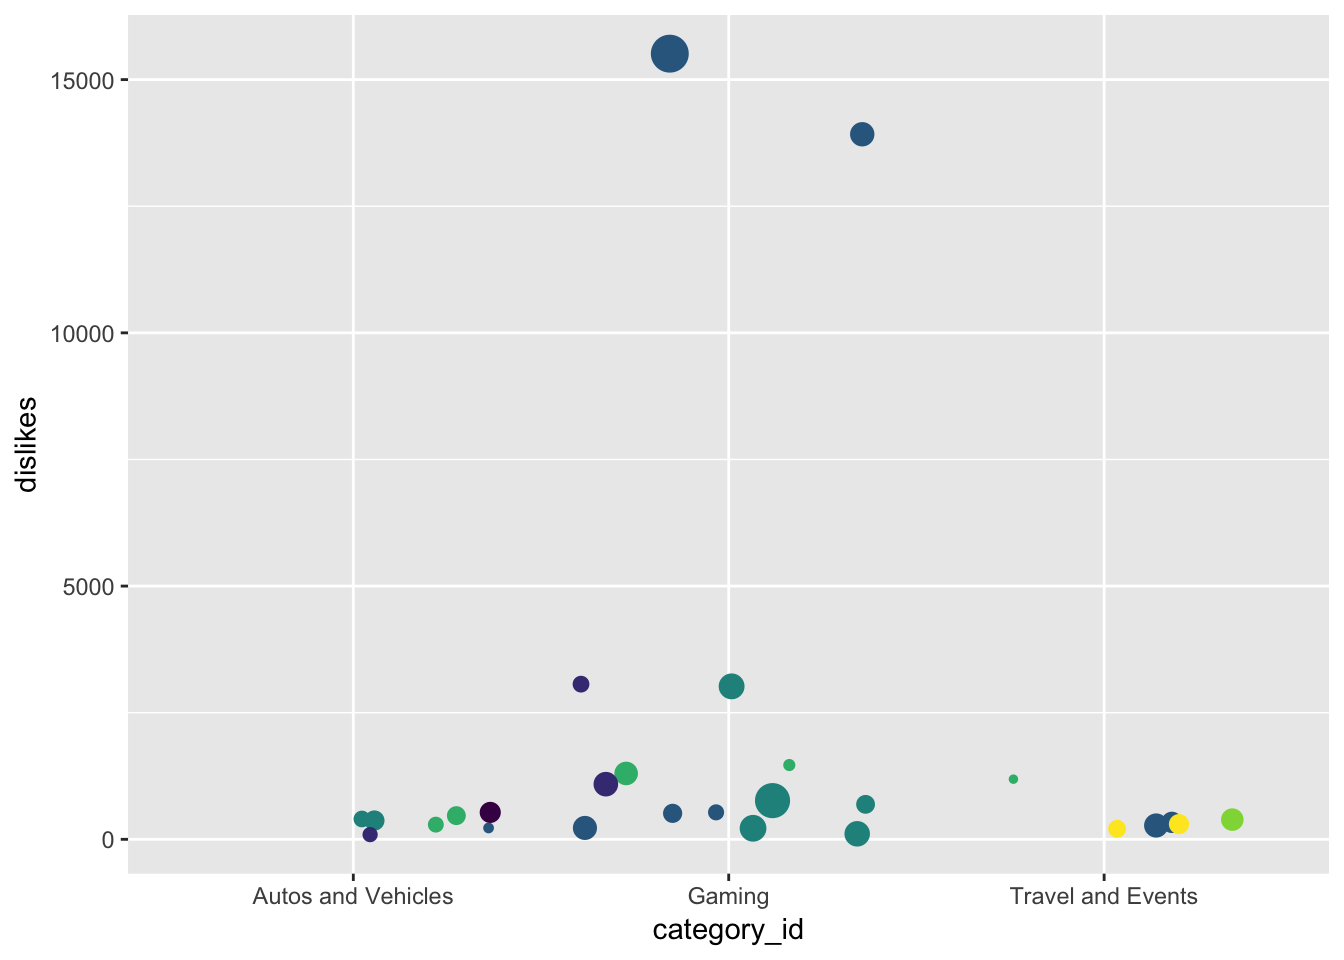 15000
10000
5000
0
dislikes
Autos and Vehicles
Gaming
Travel and Events
category_id